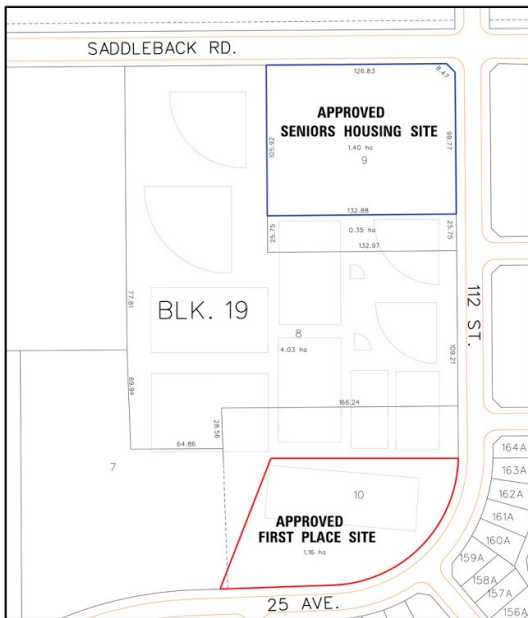 SADDLEBACK RD.
126.83
8.47
APPROVED
SENIORS HOUSING SITE
1.40 ha
9
105.92
99.77
132.88
25.75
0.35 ha
25.75
132.97
77.81
BLK. 19
8
4.03 ha
112 ST.
109.21
69.94
166.24
28.56
64.86
7
10
APPROVED
FIRST PLACE SITE
1.16 ha
25 AVE.
164A
163A
162A
161A
160A
159A
158A
157A
156A